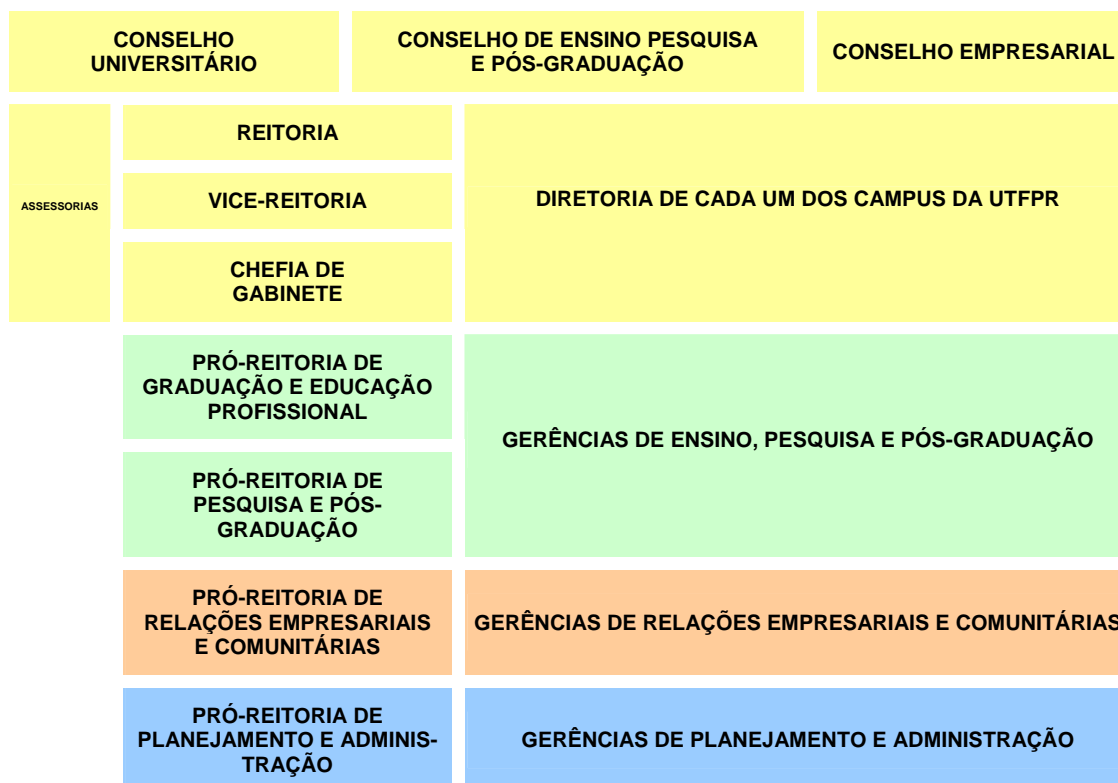 CONSELHO
UNIVERSITÁRIO
CONSELHO DE ENSINO PESQUISA
E PÓS-GRADUAÇÃO
CONSELHO EMPRESARIAL
ASSESSORIAS
REITORIA
VICE-REITORIA
CHEFIA DE
GABINETE
DIRETORIA DE CADA UM DOS CAMPUS DA UTFPR
PRÓ-REITORIA DE
GRADUAÇÃO E EDUCAÇÃO
PROFISSIONAL
PRÓ-REITORIA DE
PESQUISA E PÓS-
GRADUAÇÃO
GERÊNCIAS DE ENSINO, PESQUISA E PÓS-GRADUAÇÃO
PRÓ-REITORIA DE
RELAÇÕES EMPRESARIAIS
E COMUNITÁRIAS
GERÊNCIAS DE RELAÇÕES EMPRESARIAIS E COMUNITÁRIAS
PRÓ-REITORIA DE
PLANEJAMENTO E ADMINIS-
TRAÇÃO
GERÊNCIAS DE PLANEJAMENTO E ADMINISTRAÇÃO